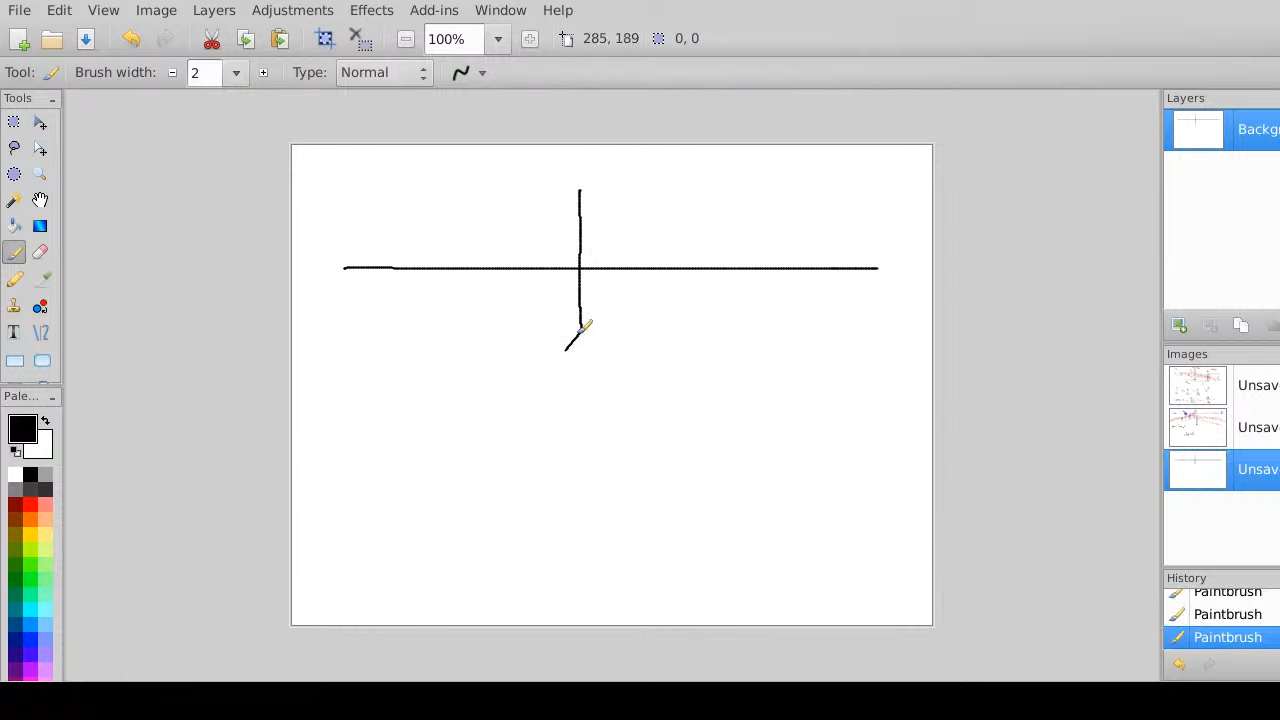 File Edit View Image Layers Adjustments Effects Add-ins Window Help
100% 285, 189 0, 0
Tool: Brush width: 2 Type: Normal
Tools
Pale...
Layers
Backgr
Images
Unsav
Unsav
Unsav
History
Paintbrush
Paintbrush
Paintbrush